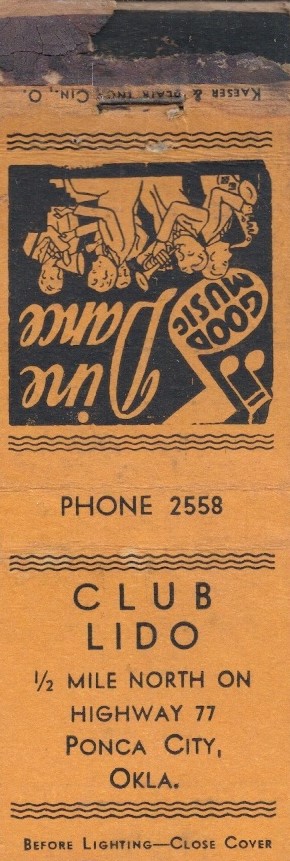 KAESER & BLAIR INC. CIN., O.
Dine
Dance
GOOD
MUSIC
PHONE 2558
CLUB
LIDO
½ MILE NORTH ON
HIGHWAY 77
PONCA CITY,
OKLA.
BEFORE LIGHTING—CLOSE COVER